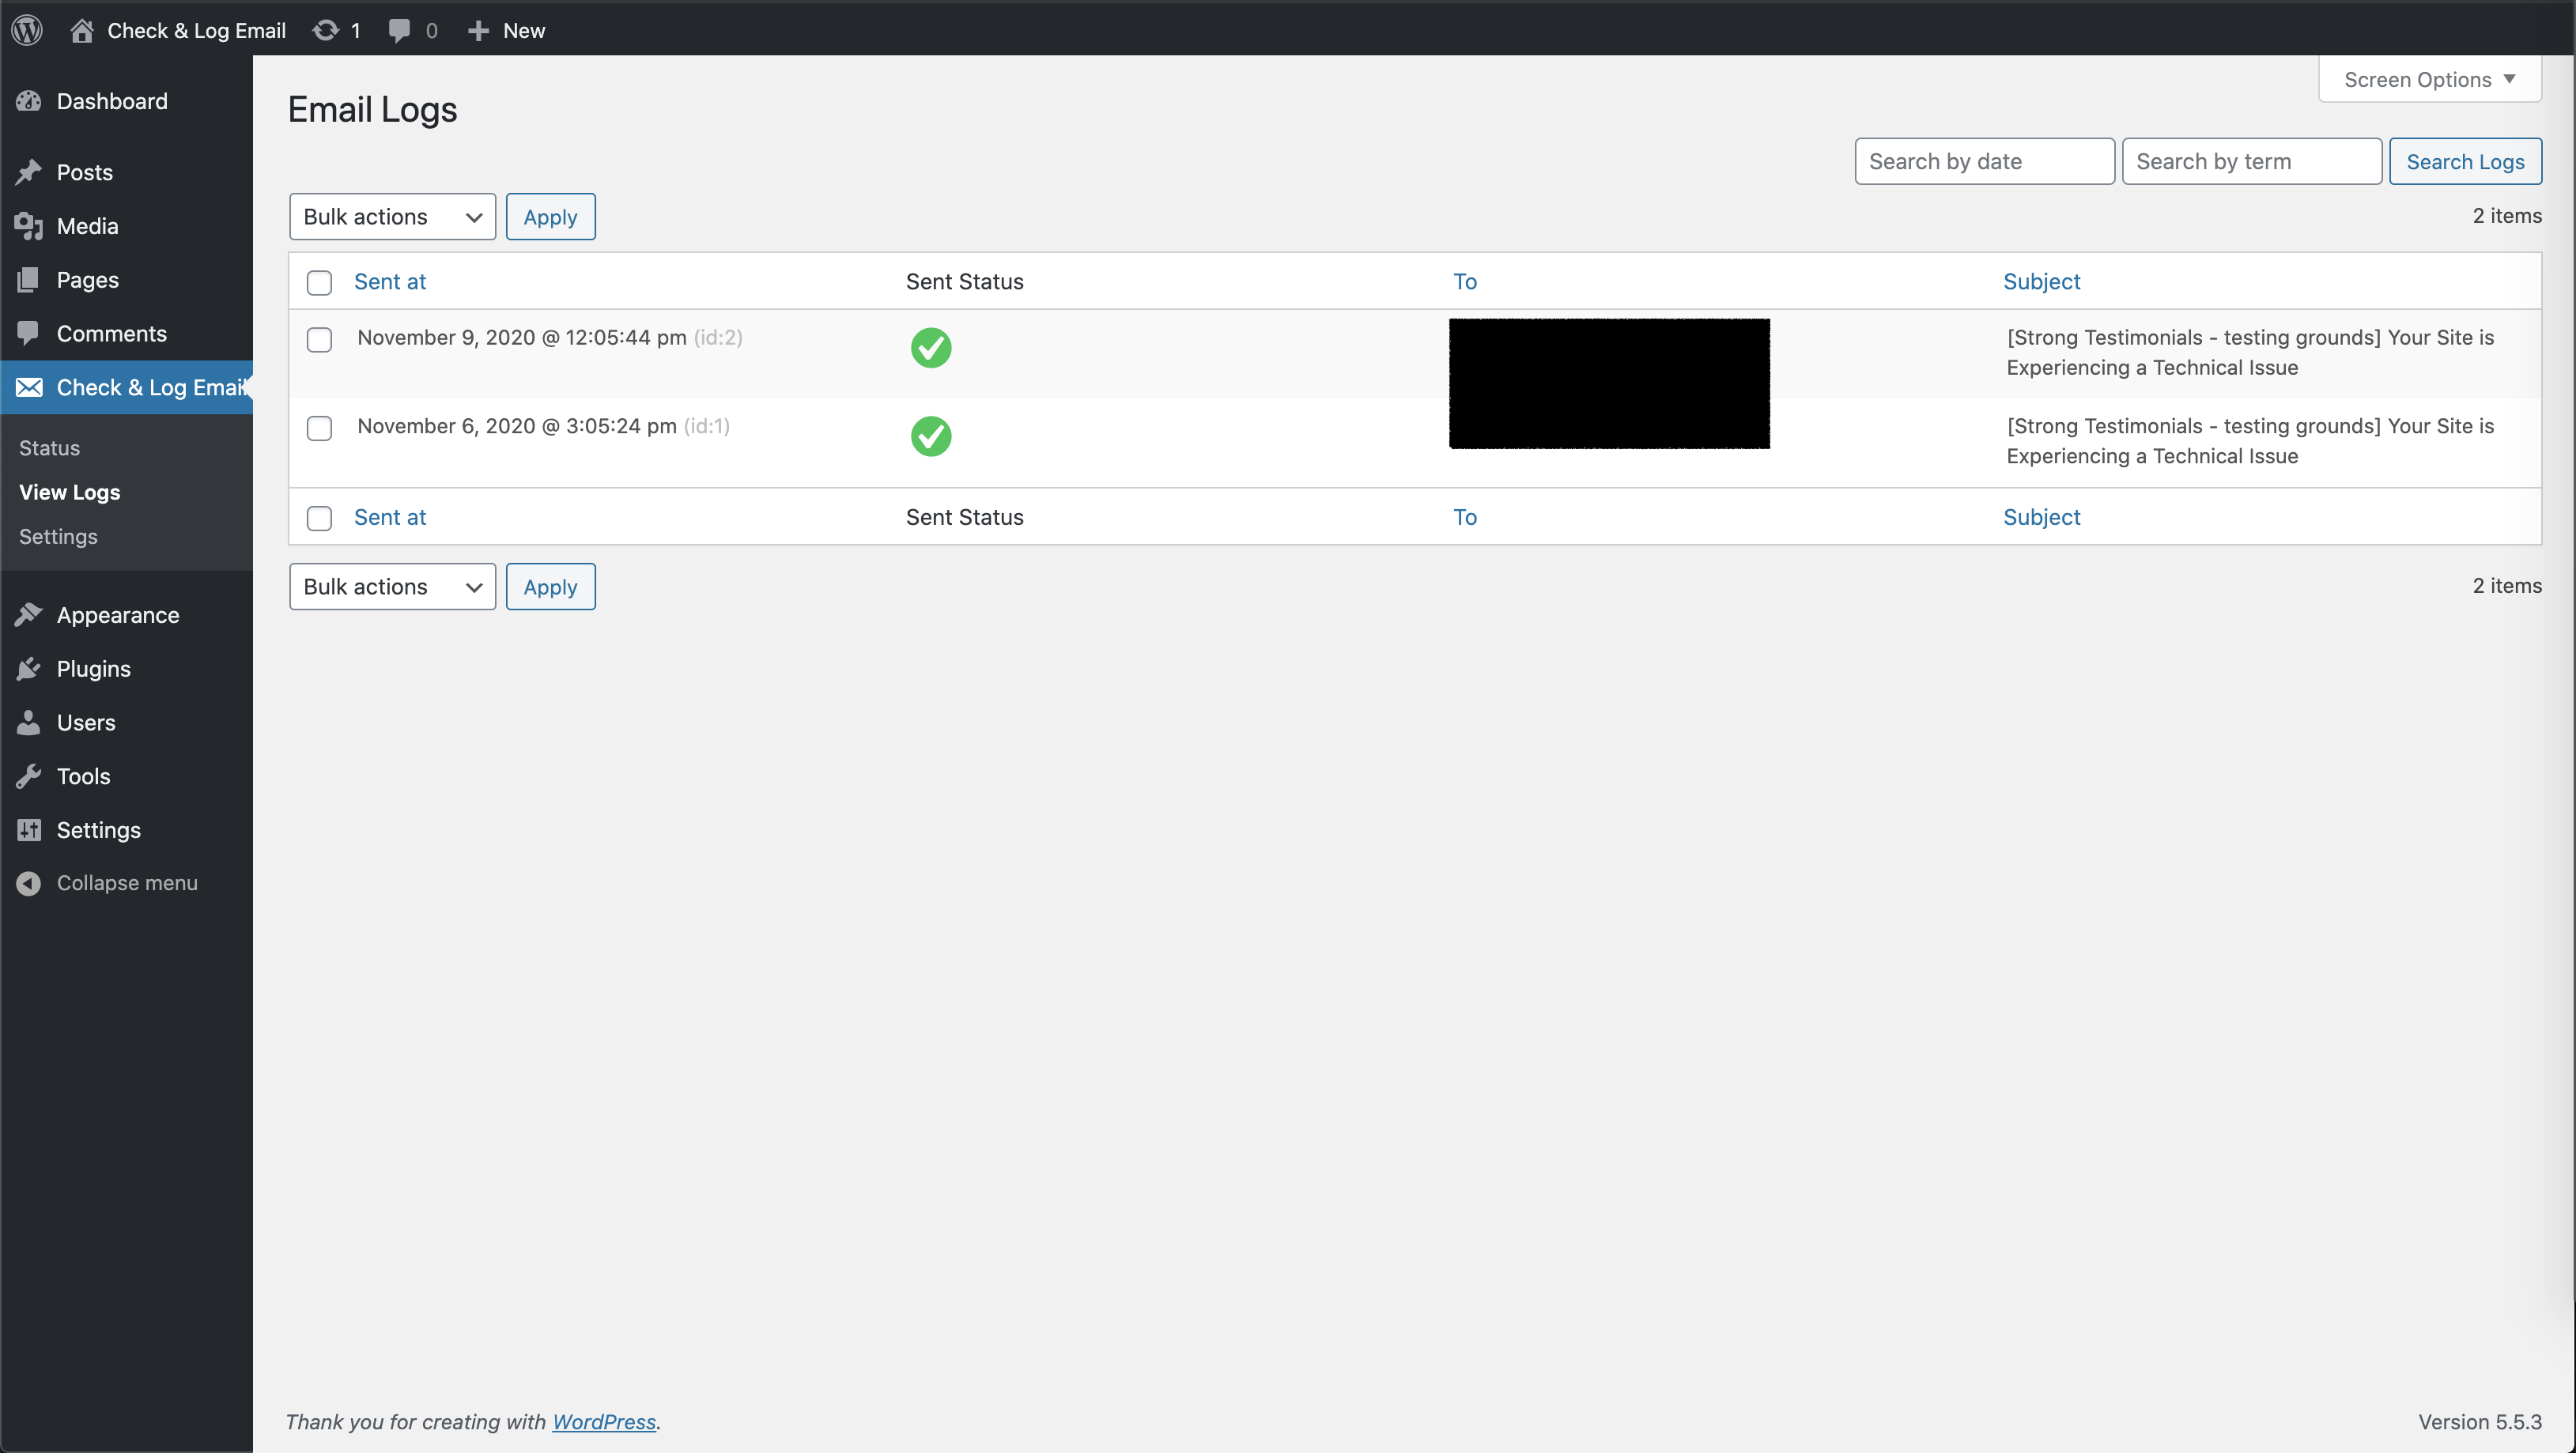 Check & Log Email 1 0 New
Dashboard
Posts
Media
Pages
Comments
Check & Log Email
Status
View Logs
Settings
Appearance
Plugins
Users
Tools
Settings
Collapse menu
Screen Options
Email Logs
Search by date Search by term Search Logs
Bulk actions Apply 2 items
Sent at Sent Status To Subject
November 9, 2020 @ 12:05:44 pm (id:2) [Strong Testimonials - testing grounds] Your Site is
Experiencing a Technical Issue
November 6, 2020 @ 3:05:24 pm (id:1) [Strong Testimonials - testing grounds] Your Site is
Experiencing a Technical Issue
Sent at Sent Status To Subject
Bulk actions Apply 2 items
Thank you for creating with WordPress. Version 5.5.3